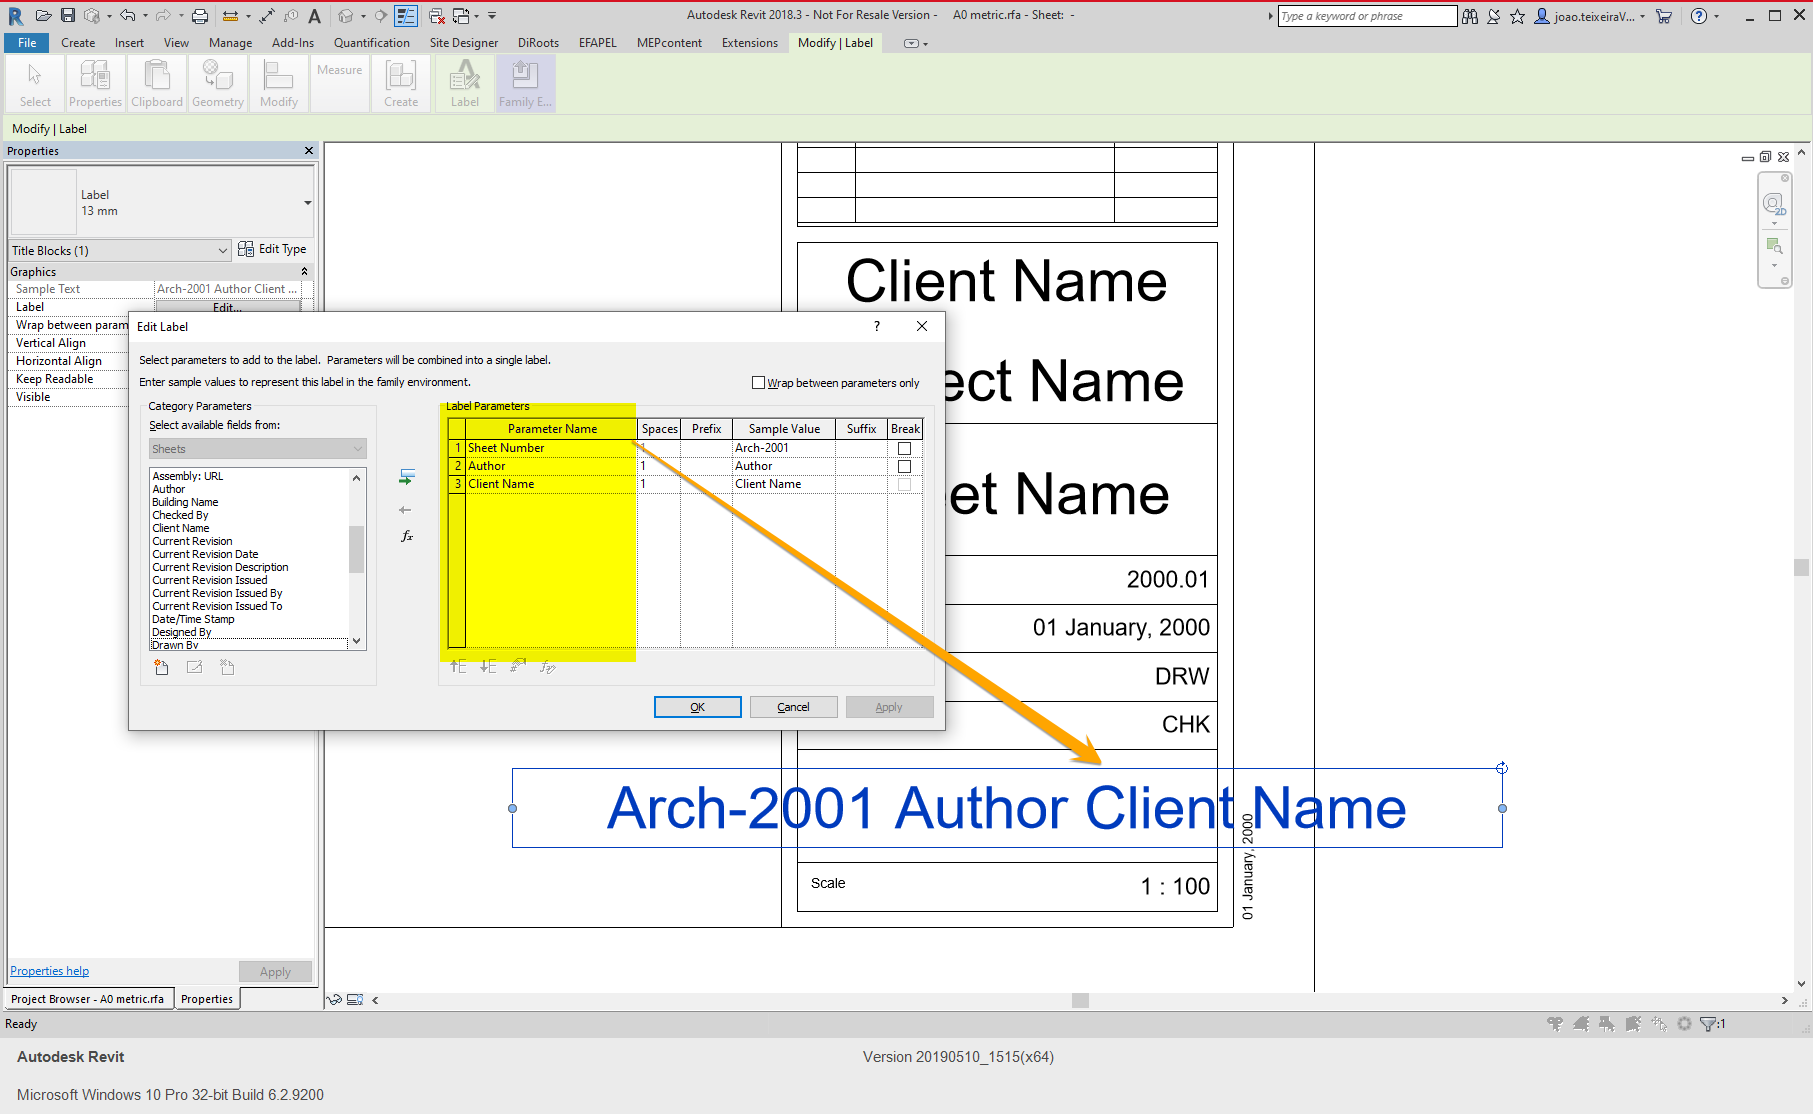 Autodesk Revit 2018.3 - Not For Resale Version - A0 metric.rfa - Sheet: -
Type a keyword or phrase
joao.teixeiraV...
File Create Insert View Manage Add-Ins Quantification Site Designer DiRoots EFAPEL MEPcontent Extensions Modify | Label
Select Properties Clipboard Geometry Modify Measure Create Label Family E...
Modify | Label
Properties
Label
13 mm
Title Blocks (1) Edit Type
Graphics
Sample Text Arch-2001 Author Client ...
Label Edit...
Wrap between param
Vertical Align
Horizontal Align
Keep Readable
Visible
Properties help Apply
Project Browser - A0 metric.rfa Properties
Edit Label
Select parameters to add to the label. Parameters will be combined into a single label.
Enter sample values to represent this label in the family environment.
Wrap between parameters only
Category Parameters
Select available fields from:
Sheets
Assembly: URL
Author
Building Name
Checked By
Client Name
Current Revision
Current Revision Date
Current Revision Description
Current Revision Issued
Current Revision Issued By
Current Revision Issued To
Date/Time Stamp
Designed By
Drawn By
Label Parameters
Parameter Name Spaces Prefix Sample Value Suffix Break
1 Sheet Number 1 Arch-2001
2 Author 1 Author
3 Client Name 1 Client Name
fx
OK Cancel Apply
Client Name
ect Name
et Name
2000.01
01 January, 2000
DRW
CHK
Arch-2001 Author Client Name
Scale 1 : 100
01 January, 2000
2D
Ready
:1
Autodesk Revit Version 20190510_1515(x64)
Microsoft Windows 10 Pro 32-bit Build 6.2.9200